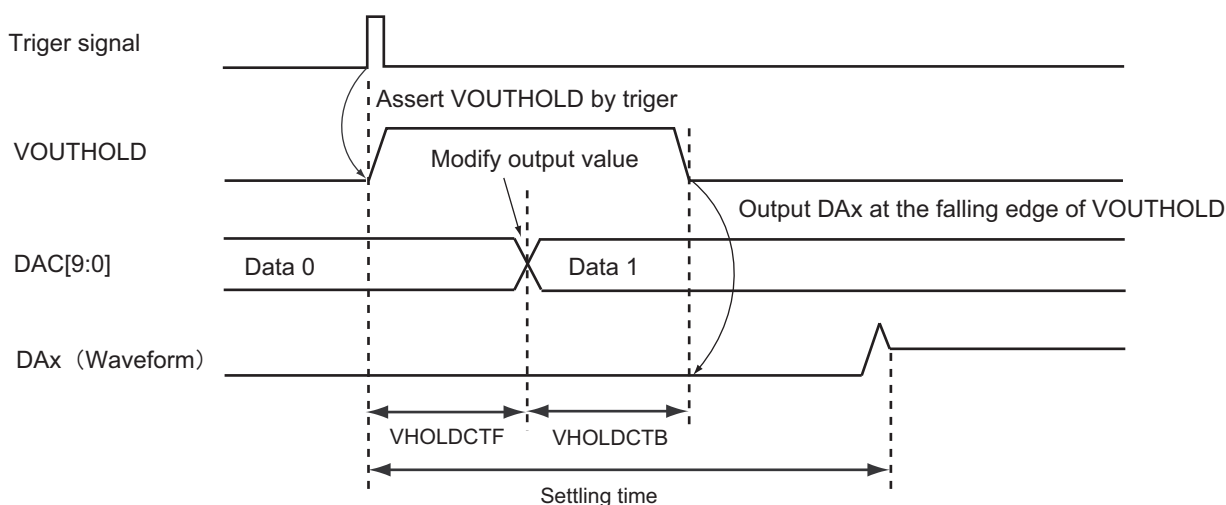 Triger signal
Assert VOUTHOLD by triger
VOUTHOLD
Modify output value
Output DAx at the falling edge of VOUTHOLD
DAC[9:0]
Data 0
Data 1
DAx（Waveform）
VHOLDCTF
VHOLDCTB
Settling time